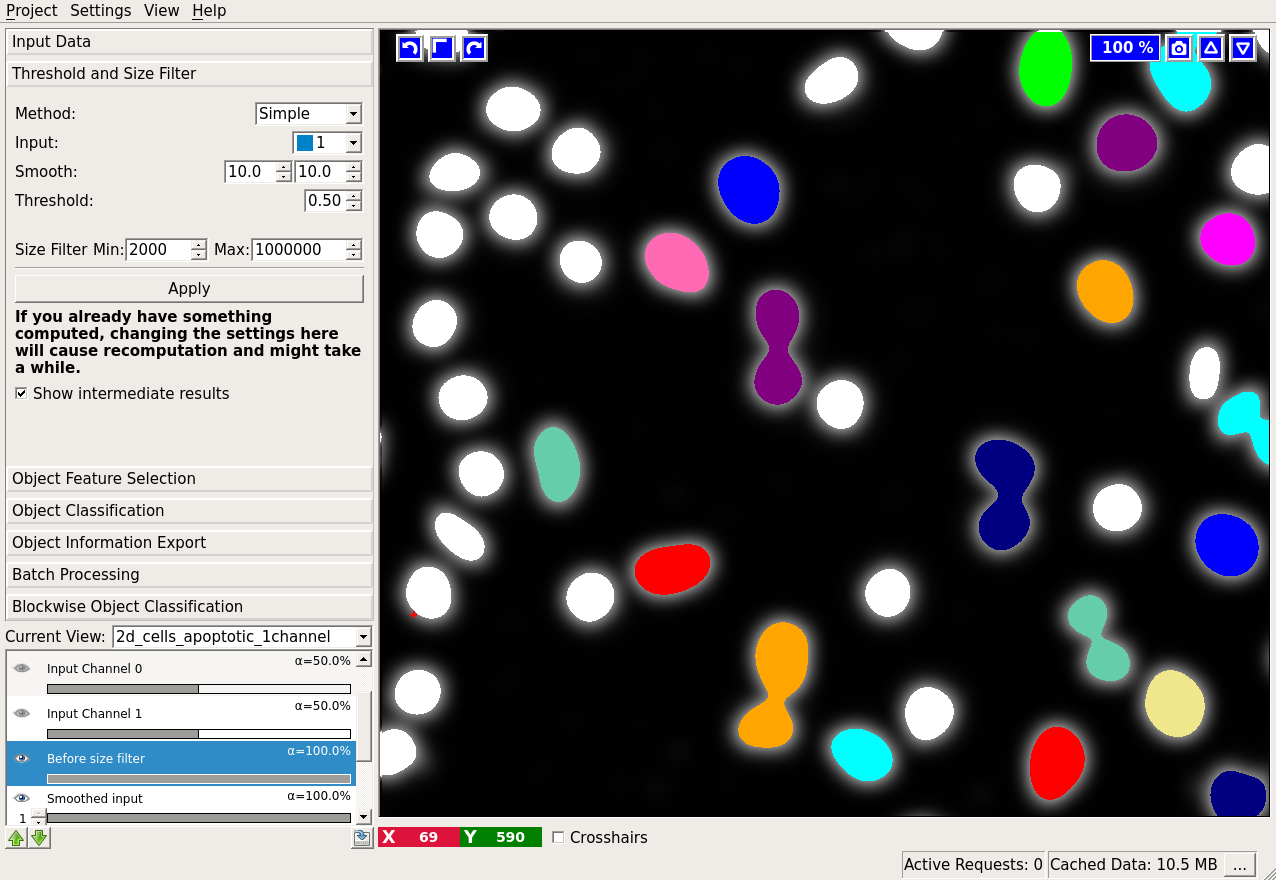 Project Settings View Help
Input Data
Threshold and Size Filter
Method: Simple
Input: 1
Smooth: 10.0 10.0
Threshold: 0.50
Size Filter Min: 2000 Max: 1000000
Apply
If you already have something
computed, changing the settings here
will cause recomputation and might take
a while.
Show intermediate results
Object Feature Selection
Object Classification
Object Information Export
Batch Processing
Blockwise Object Classification
Current View: 2d_cells_apoptotic_1channel
Input Channel 0 α=50.0%
Input Channel 1 α=50.0%
Before size filter α=100.0%
Smoothed input α=100.0%
1
100 %
X 69 Y 590 Crosshairs
Active Requests: 0 Cached Data: 10.5 MB ...